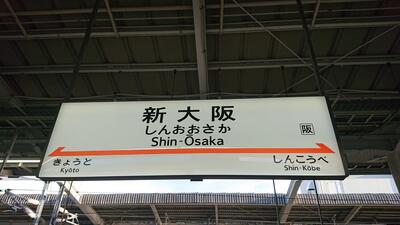 新大阪
しんおおさか
Shin-Ōsaka
阪
きょうと
Kyōto
しんこうべ
Shin-Kōbe